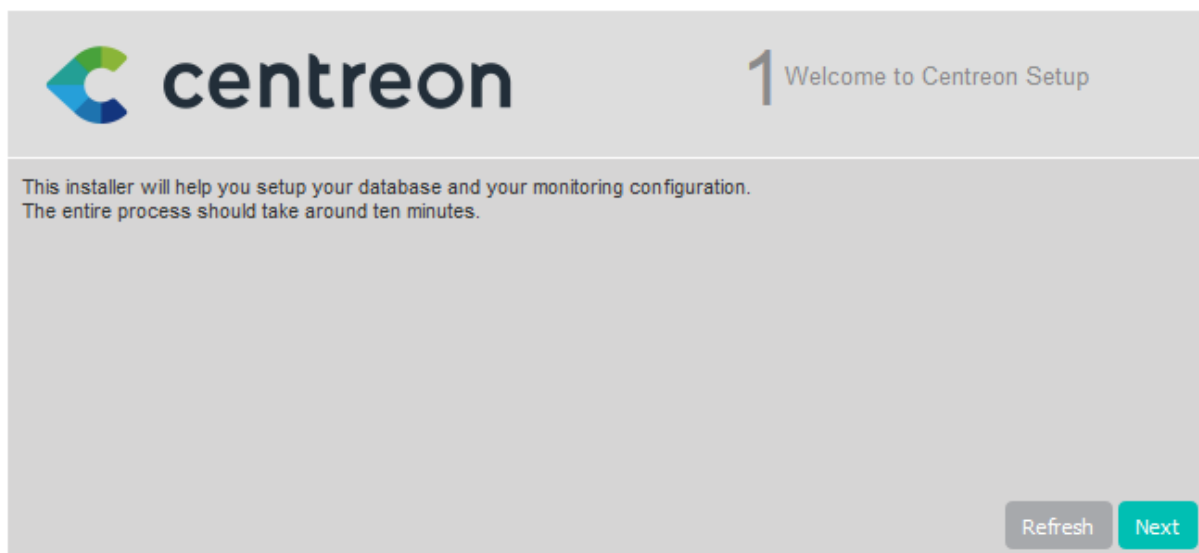 centreon
1 Welcome to Centreon Setup
This installer will help you setup your database and your monitoring configuration.
The entire process should take around ten minutes.
Refresh Next